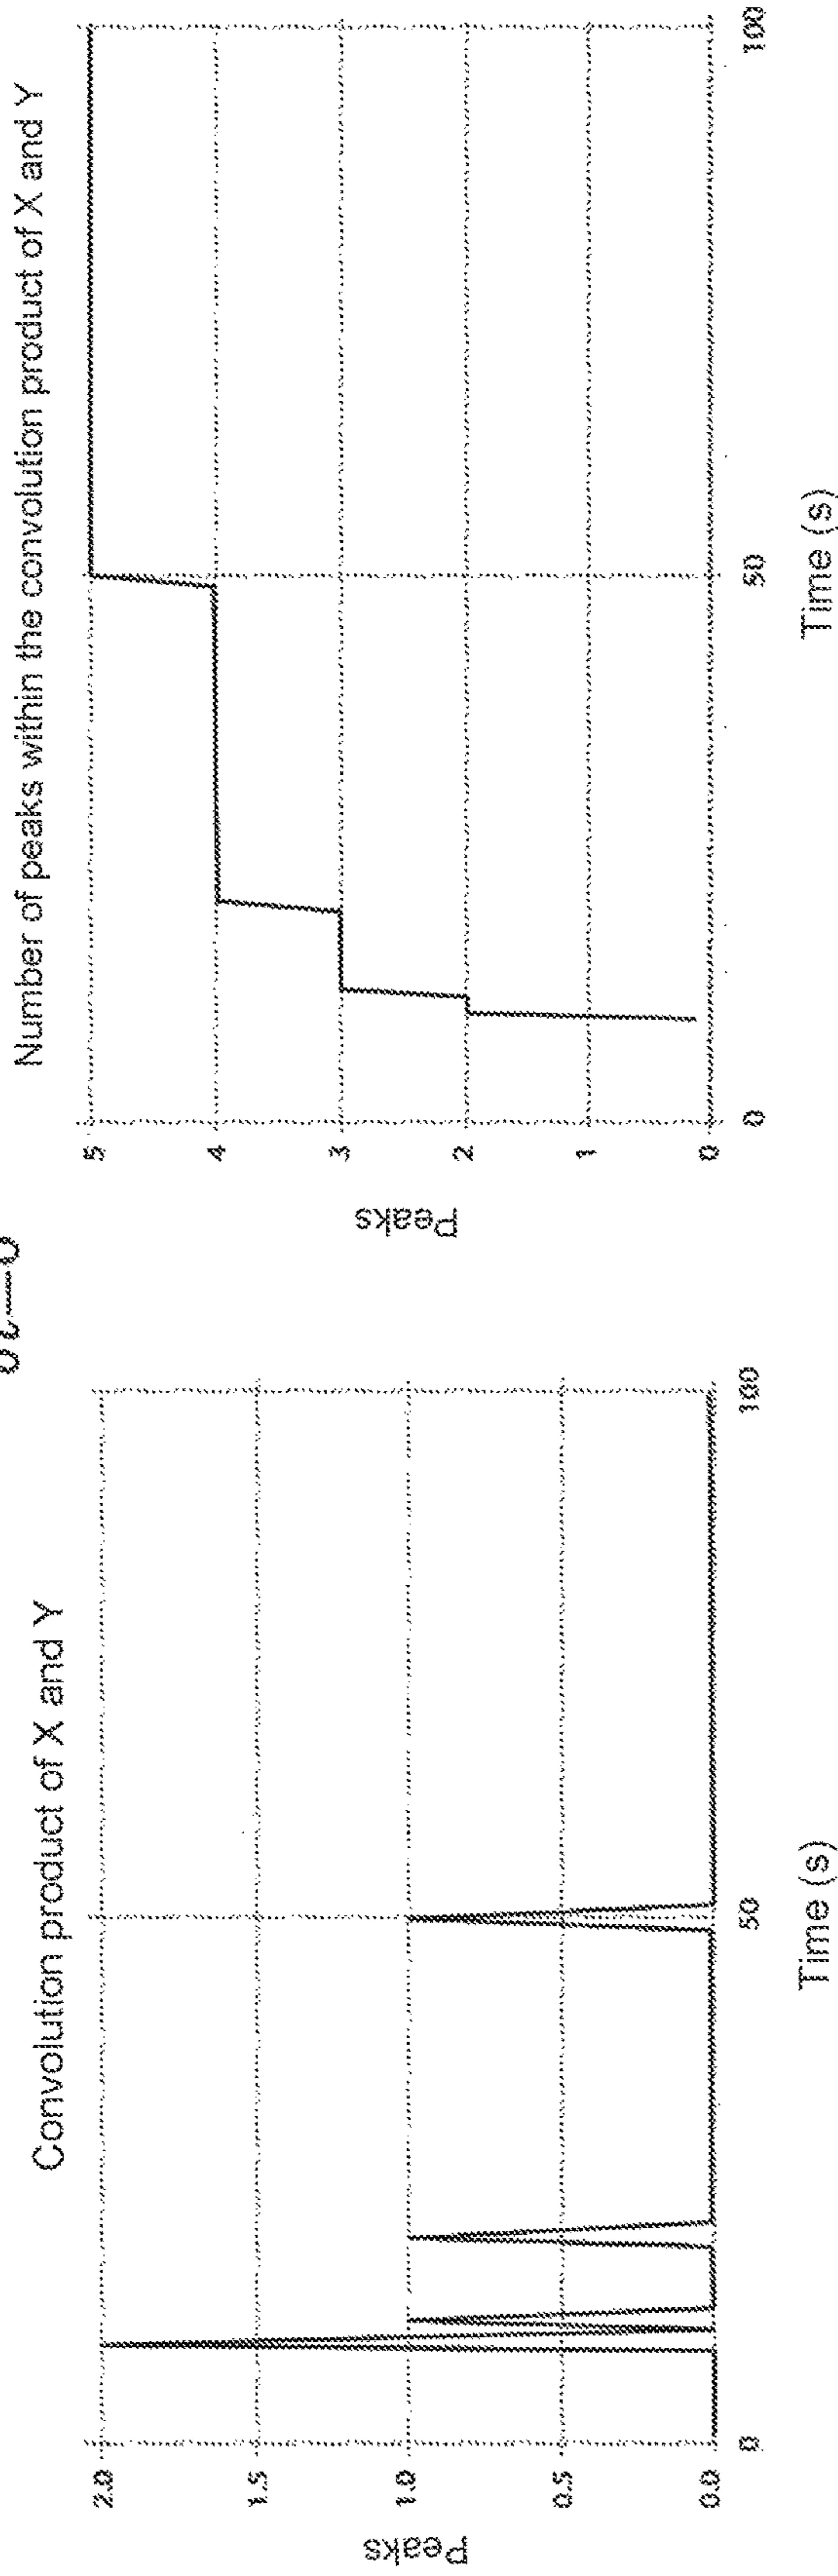 Convolution product of X and Y
Peaks
2.0
1.5
1.0
0.5
0.0
0
50
100
Time (s)
Number of peaks within the convolution product of X and Y
Peaks
5
4
3
2
1
0
0
50
100
Time (s)